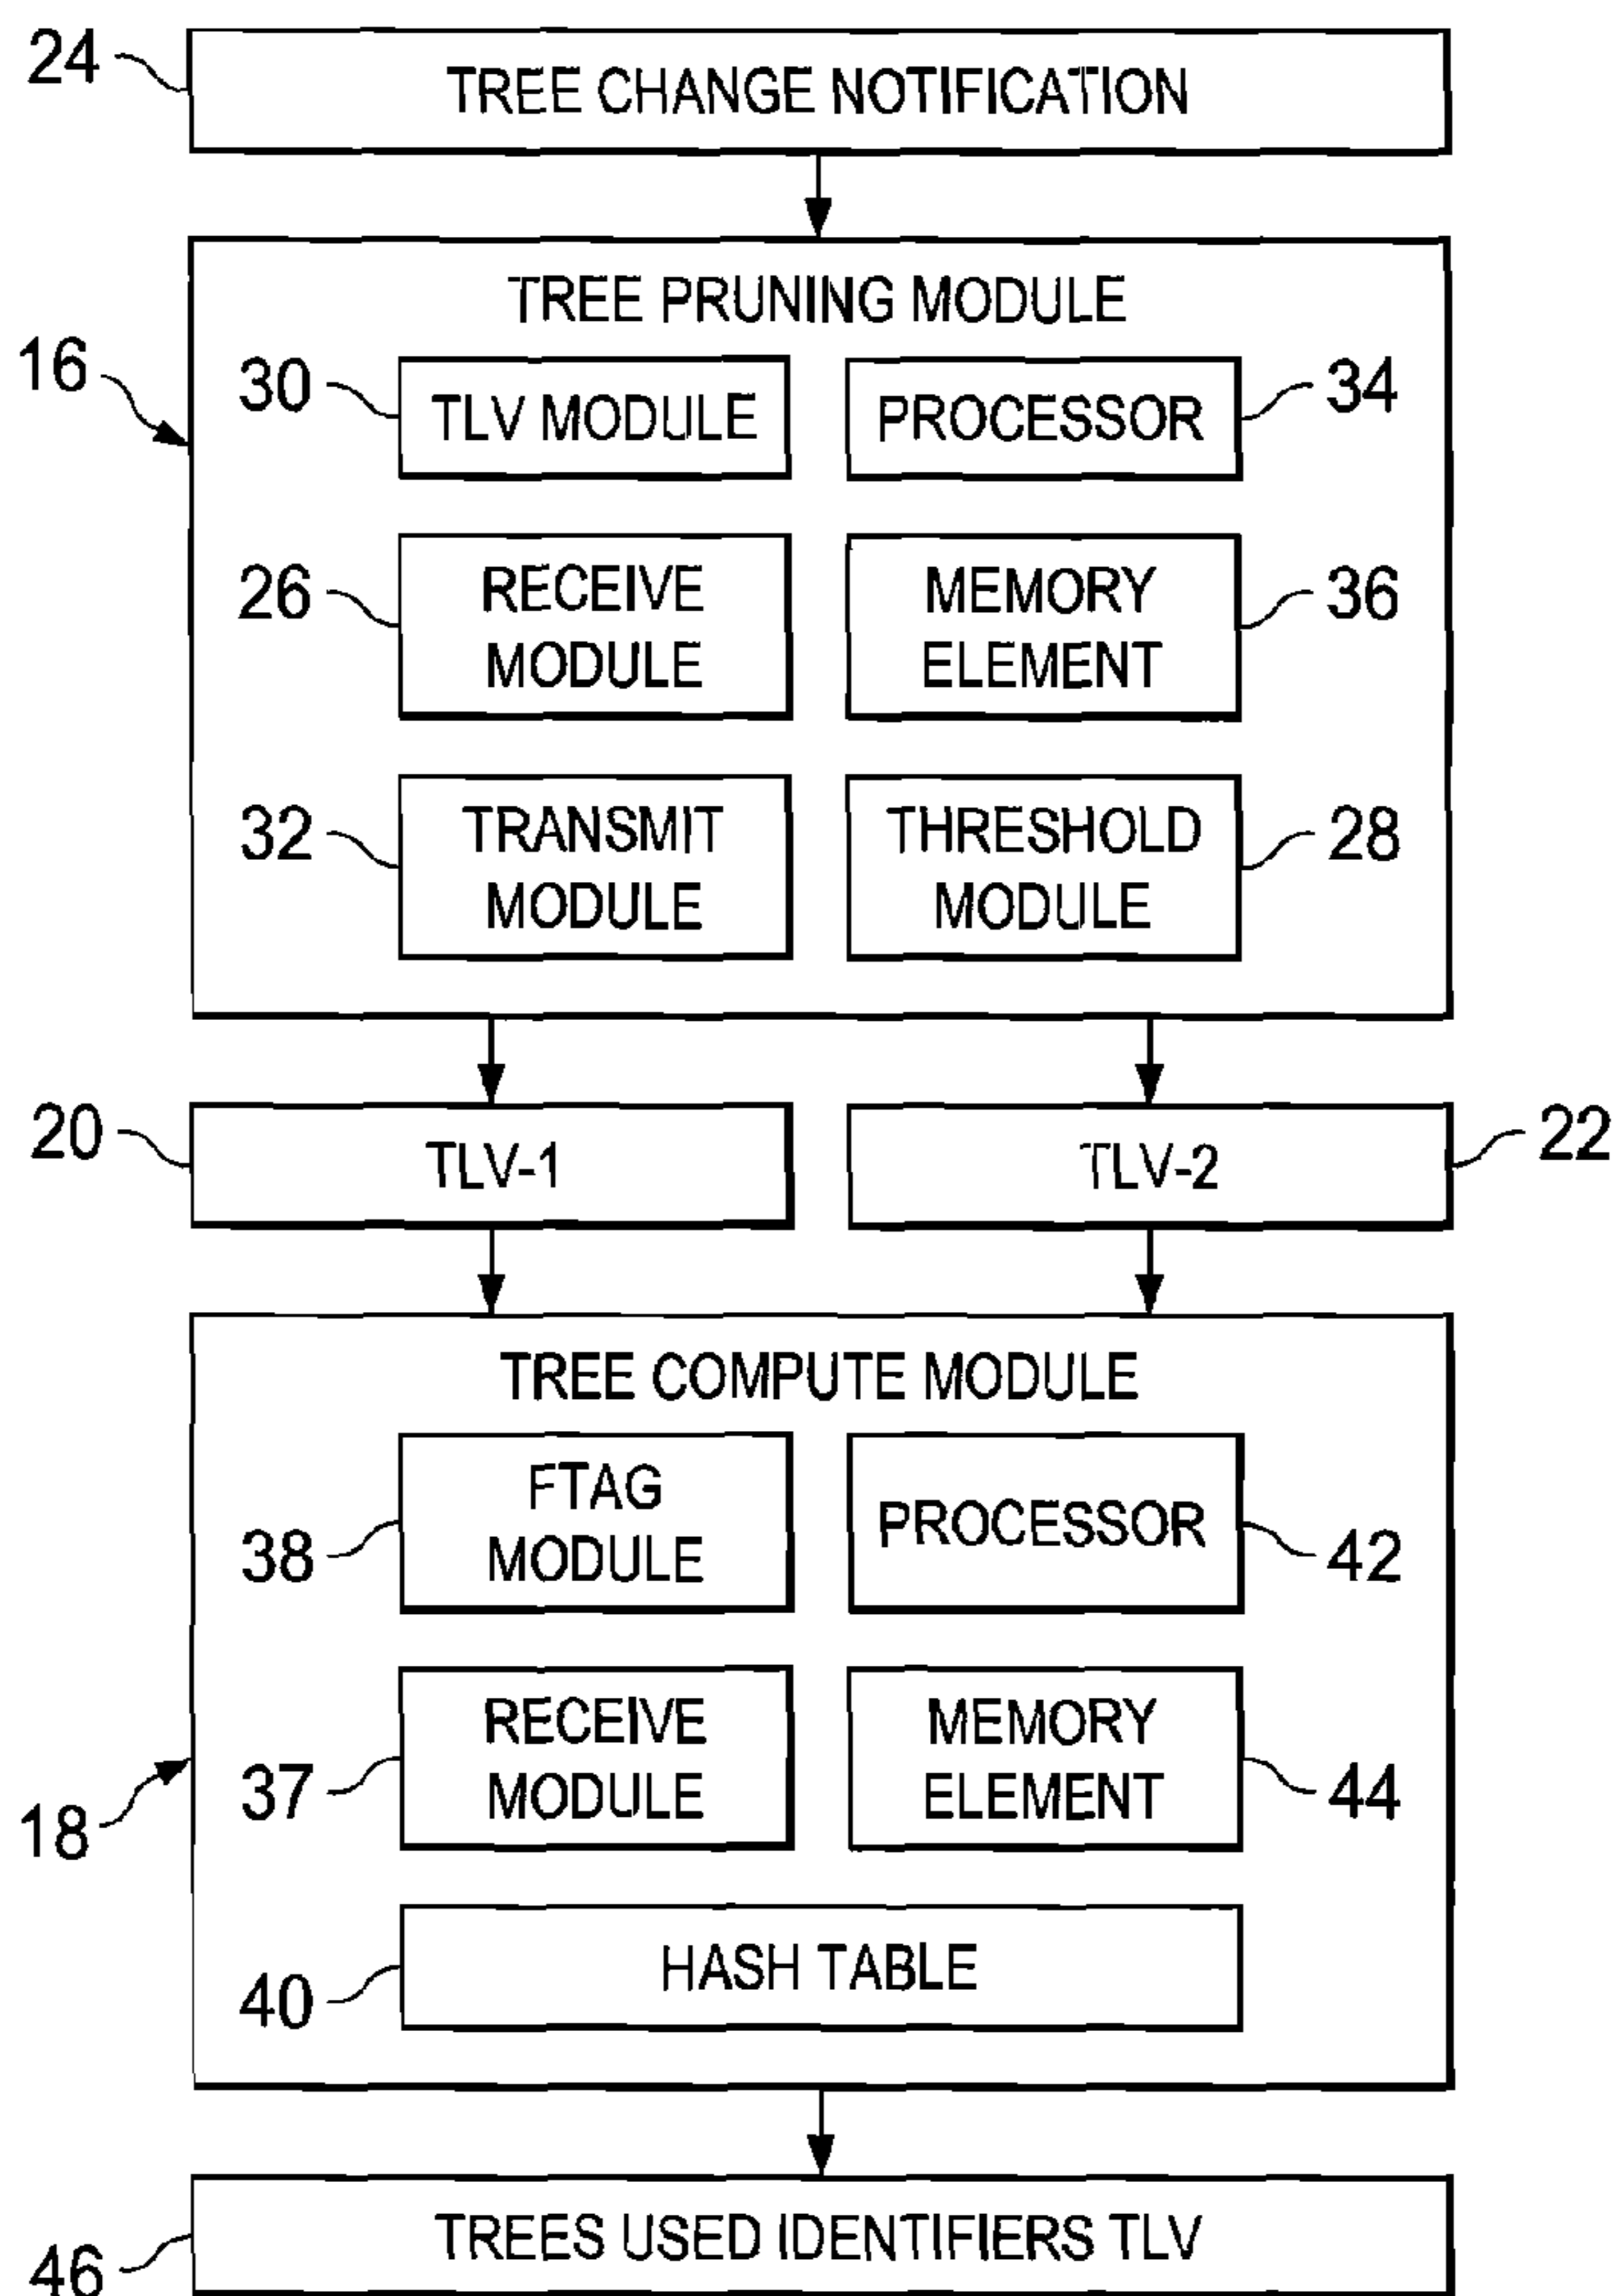 24
TREE CHANGE NOTIFICATION
TREE PRUNING MODULE
16
30
TLV MODULE
PROCESSOR
34
26
RECEIVE
MODULE
MEMORY
ELEMENT
36
32
TRANSMIT
MODULE
THRESHOLD
MODULE
28
20
TLV-1
TLV-2
22
TREE COMPUTE MODULE
38
FTAG
MODULE
PROCESSOR
42
18
37
RECEIVE
MODULE
MEMORY
ELEMENT
44
40
HASH TABLE
46
TREES USED IDENTIFIERS TLV